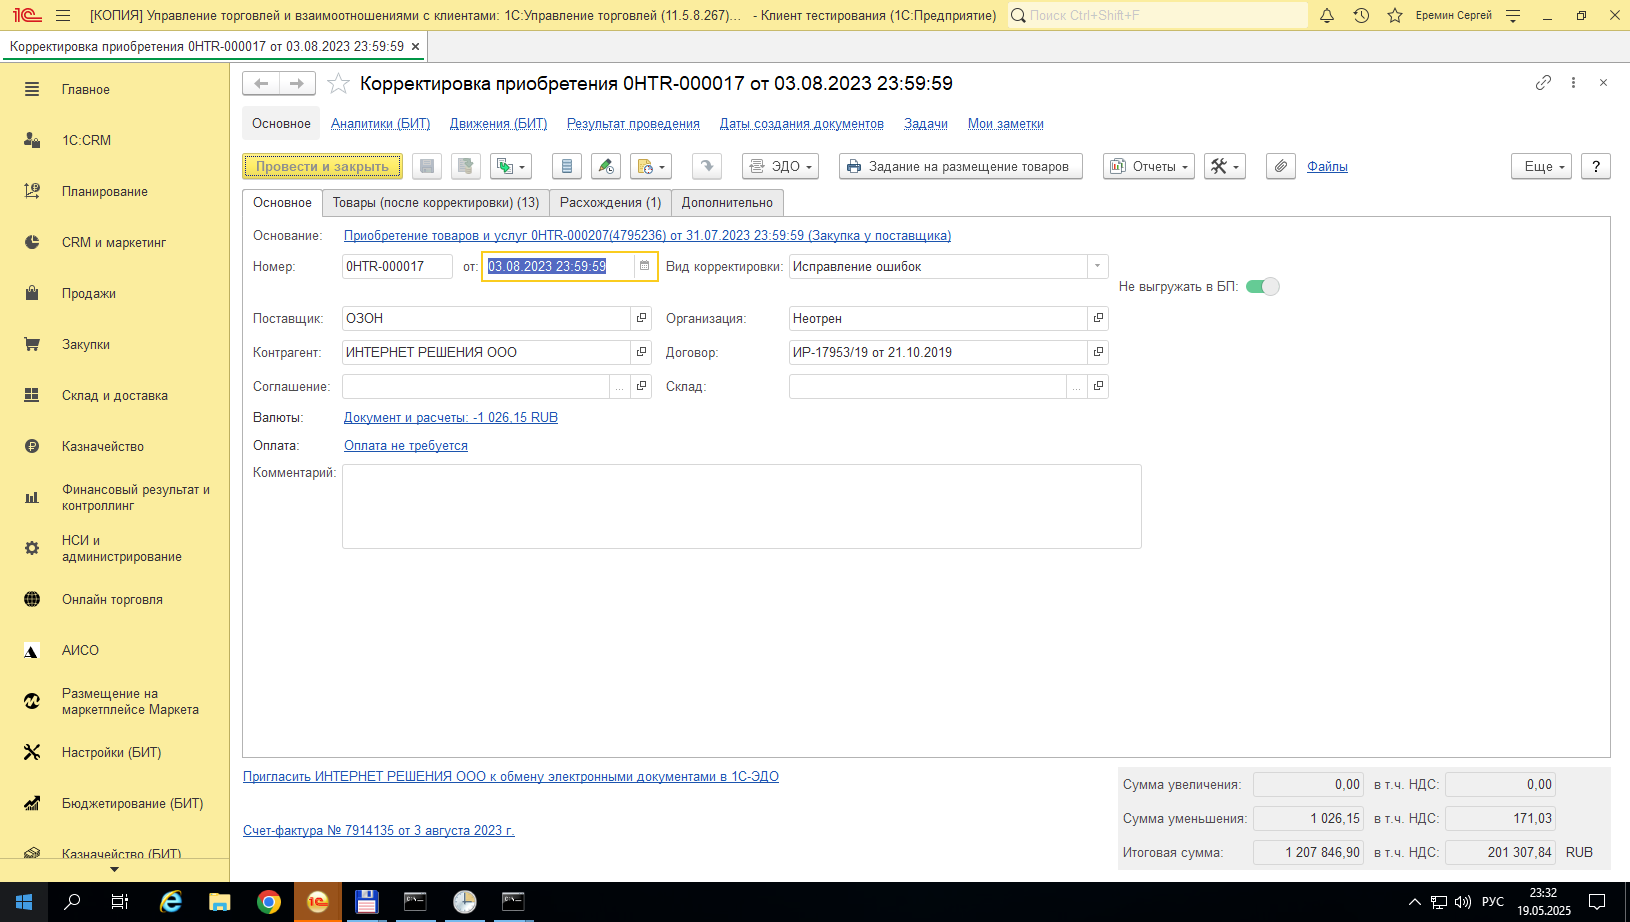 [КОПИЯ] Управление торговлей и взаимоотношениями с клиентами: 1С:Управление торговлей (11.5.8.267)... - Клиент тестирования (1С:Предприятие)
Поиск Ctrl+Shift+F
Еремин Сергей
Корректировка приобретения 0HTR-000017 от 03.08.2023 23:59:59 ×
Главное
1С:CRM
Планирование
CRM и маркетинг
Продажи
Закупки
Склад и доставка
Казначейство
Финансовый результат и
контроллинг
НСИ и
администрирование
Онлайн торговля
АИСО
Размещение на
маркетплейсе Маркета
Настройки (БИТ)
Бюджетирование (БИТ)
Казначейство (БИТ)
Корректировка приобретения 0HTR-000017 от 03.08.2023 23:59:59
Основное Аналитики (БИТ) Движения (БИТ) Результат проведения Даты создания документов Задачи Мои заметки
Провести и закрыть ЭДО Задание на размещение товаров Отчеты Файлы Еще ?
Основное Товары (после корректировки) (13) Расхождения (1) Дополнительно
Основание: Приобретение товаров и услуг 0HTR-000207(4795236) от 31.07.2023 23:59:59 (Закупка у поставщика)
Номер: 0HTR-000017 от: 03.08.2023 23:59:59 Вид корректировки: Исправление ошибок
Не выгружать в БП:
Поставщик: ОЗОН Организация: Неотрен
Контрагент: ИНТЕРНЕТ РЕШЕНИЯ ООО Договор: ИР-17953/19 от 21.10.2019
Соглашение: ... Склад: ...
Валюты: Документ и расчеты: -1 026,15 RUB
Оплата: Оплата не требуется
Комментарий:
Пригласить ИНТЕРНЕТ РЕШЕНИЯ ООО к обмену электронными документами в 1С-ЭДО
Счет-фактура № 7914135 от 3 августа 2023 г.
Сумма увеличения: 0,00 в т.ч. НДС: 0,00
Сумма уменьшения: 1 026,15 в т.ч. НДС: 171,03
Итоговая сумма: 1 207 846,90 в т.ч. НДС: 201 307,84 RUB
РУС
23:32
19.05.2025